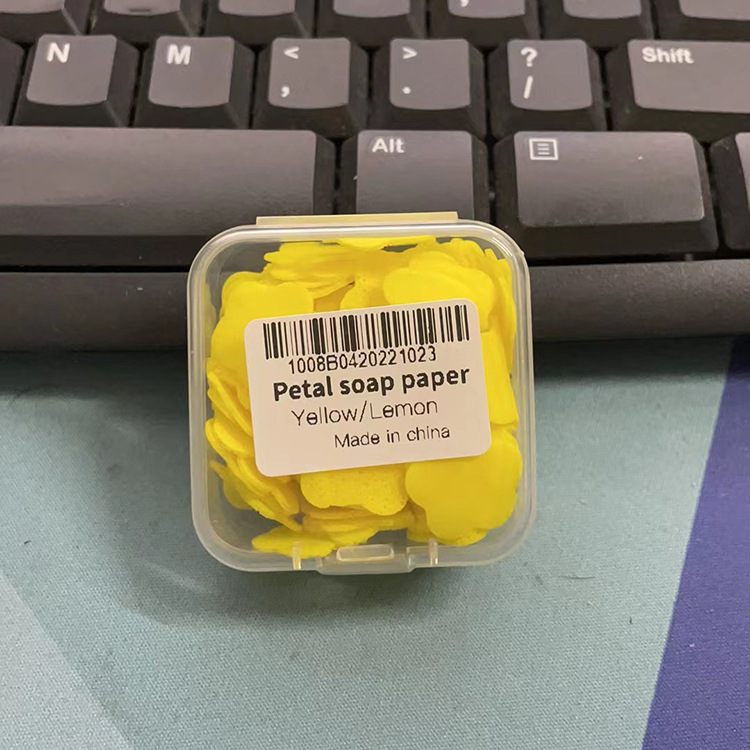 N
M
<
,
>
.
?
/
Shift
Alt
1008B0420221023
Petal soap paper
Yellow/Lemon
Made in china